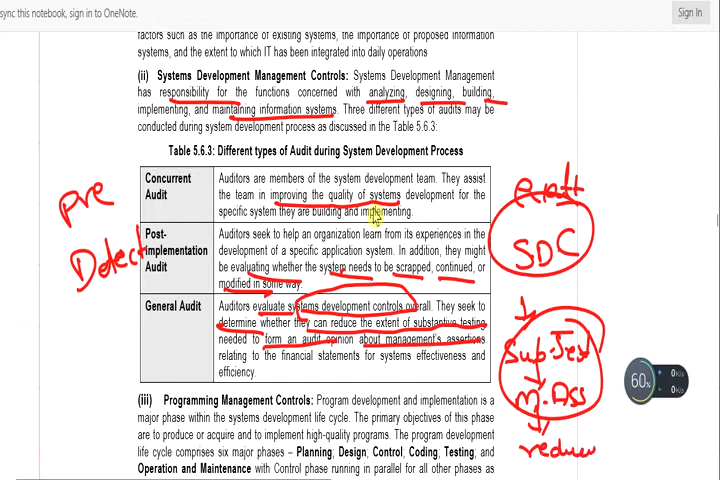 sync this notebook, sign in to OneNote.
Sign In
factors such as the importance of existing systems, the importance of proposed information
systems, and the extent to which IT has been integrated into daily operations
(ii) Systems Development Management Controls: Systems Development Management
has responsibility for the functions concerned with analyzing, designing, building,
implementing, and maintaining information systems. Three different types of audits may be
conducted during system development process as discussed in the Table 5.6.3:
Table 5.6.3: Different types of Audit during System Development Process
Concurrent
Audit
Auditors are members of the system development team. They assist
the team in improving the quality of systems development for the
specific system they are building and implementing.
Post-
implementation
Audit
Auditors seek to help an organization learn from its experiences in the
development of a specific application system. In addition, they might
be evaluating whether the system needs to be scrapped, continued, or
modified in some way.
General Audit
Auditors evaluate systems development controls overall. They seek to
determine whether they can reduce the extent of substantive testing
needed to form an audit opinion about management's assertions
relating to the financial statements for systems effectiveness and
efficiency.
(iii) Programming Management Controls: Program development and implementation is a
major phase within the systems development life cycle. The primary objectives of this phase
are to produce or acquire and to implement high-quality programs. The program development
life cycle comprises six major phases – Planning; Design; Control; Coding; Testing; and
Operation and Maintenance with Control phase running in parallel for all other phases as
Pre
Detect
SDC
Sub Test
M. Ass
reduce
60%
0K/s
0K/s